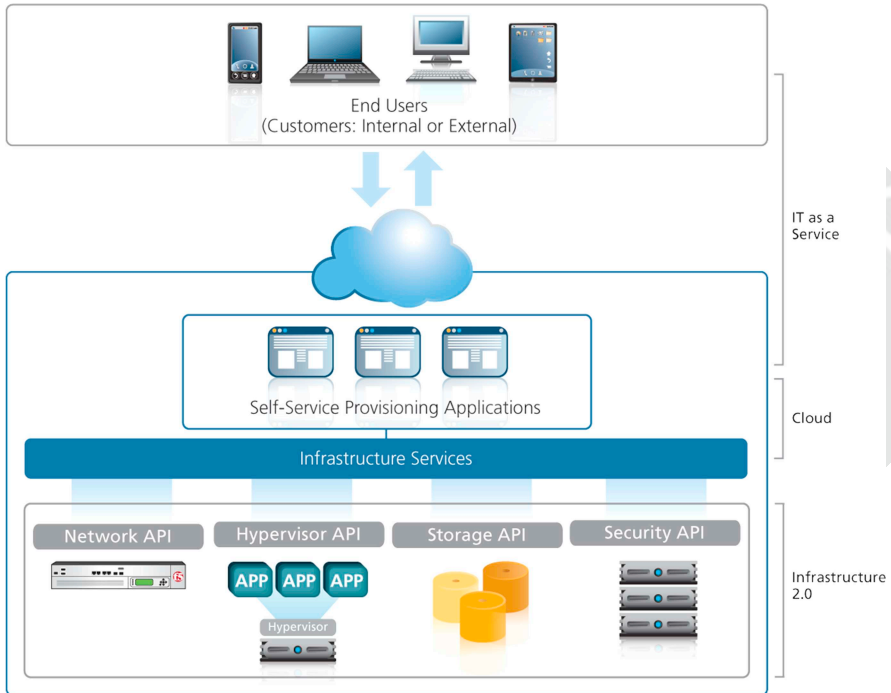 End Users
(Customers: Internal or External)
IT as a
Service
Self-Service Provisioning Applications
Cloud
Infrastructure Services
Network API
Hypervisor API
Storage API
Security API
APP
APP
APP
Hypervisor
Infrastructure
2.0